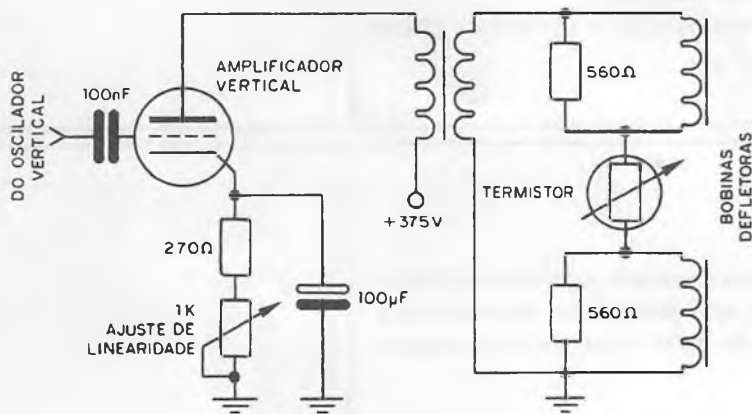 DO OSCILADOR
VERTICAL
100nF
AMPLIFICADOR
VERTICAL
270Ω
1K
AJUSTE DE
LINEARIDADE
100µF
+375V
560Ω
TERMISTOR
560Ω
BOBINAS
DEFLETORAS